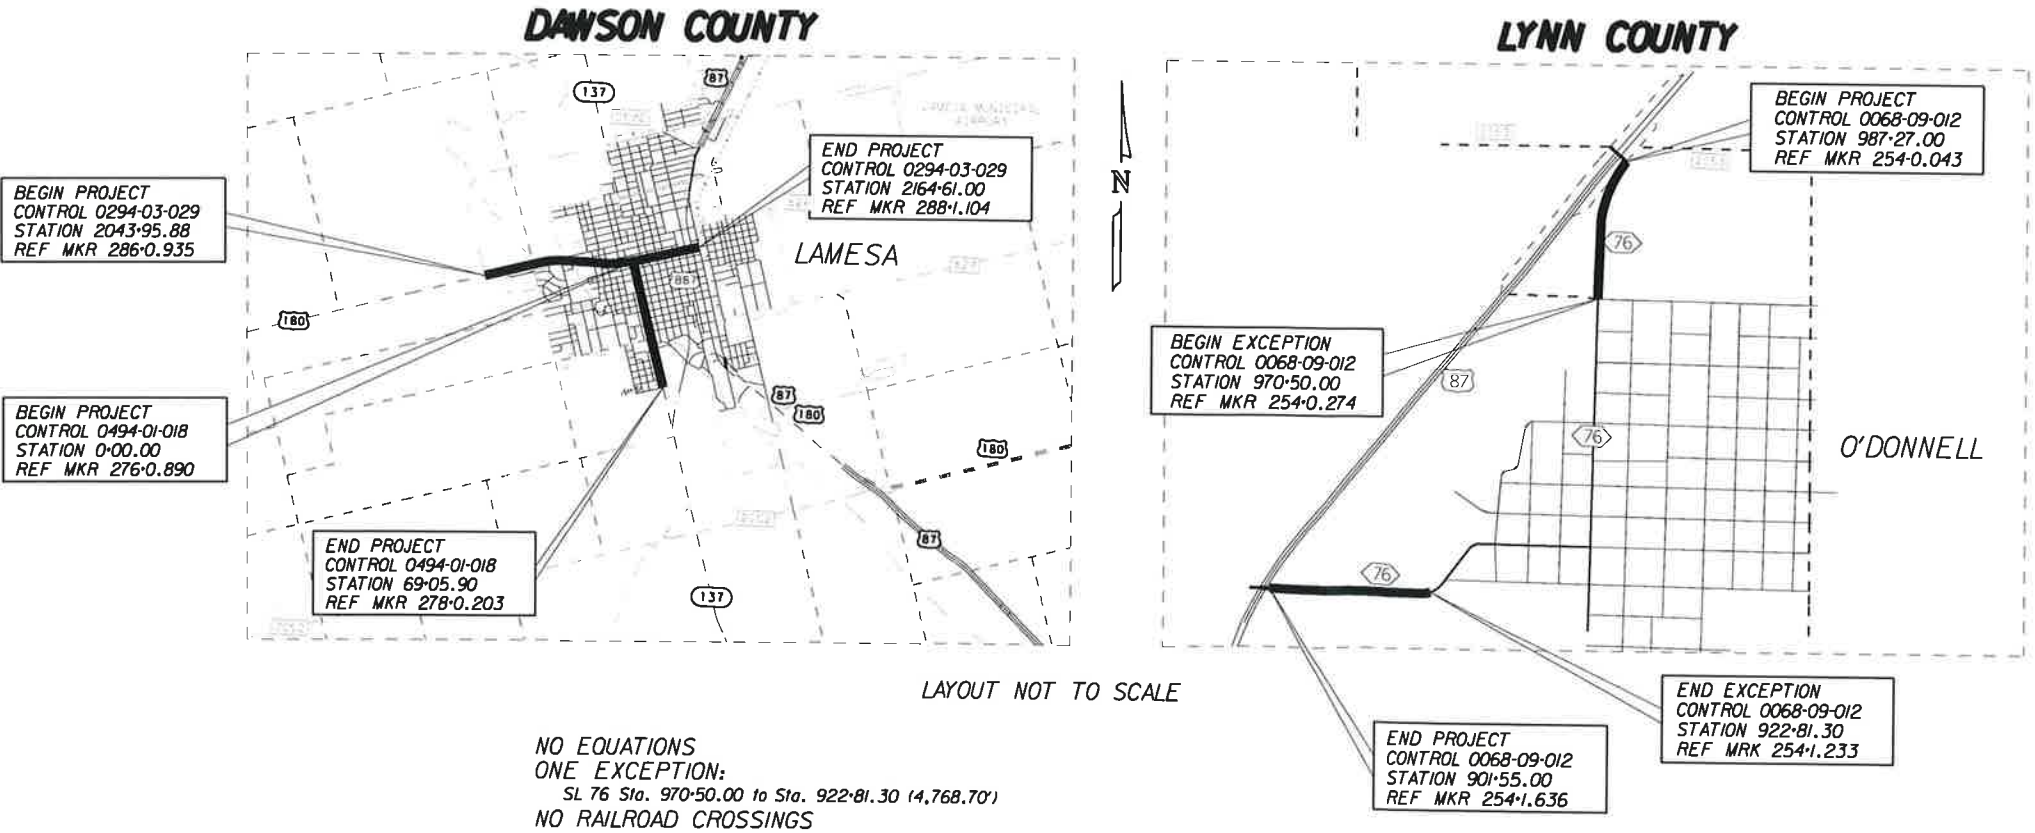 DAWSON COUNTY
LYNN COUNTY
137
87
BEGIN PROJECT
CONTROL 0294-03-029
STATION 2043+95.88
REF MKR 286+0.935
END PROJECT
CONTROL 0294-03-029
STATION 2164+61.00
REF MKR 288+1.104
LAMESA
180
BEGIN PROJECT
CONTROL 0494-01-018
STATION 0+00.00
REF MKR 276+0.890
87
180
180
END PROJECT
CONTROL 0494-01-018
STATION 69+05.90
REF MKR 278+0.203
137
87
N
BEGIN PROJECT
CONTROL 0068-09-012
STATION 987+27.00
REF MKR 254-0.043
76
BEGIN EXCEPTION
CONTROL 0068-09-012
STATION 970+50.00
REF MKR 254+0.274
87
76
O'DONNELL
76
END EXCEPTION
CONTROL 0068-09-012
STATION 922+81.30
REF MRK 254+1.233
END PROJECT
CONTROL 0068-09-012
STATION 901+55.00
REF MKR 254+1.636
LAYOUT NOT TO SCALE
NO EQUATIONS
ONE EXCEPTION:
SL 76 Sta. 970+50.00 to Sta. 922+81.30 (4,768.70')
NO RAILROAD CROSSINGS